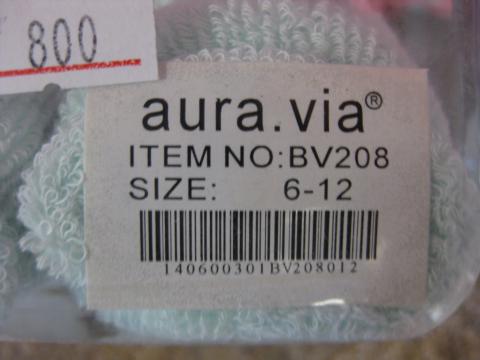 800
aura.via®
ITEM NO:BV208
SIZE: 6-12
140600301BV208012